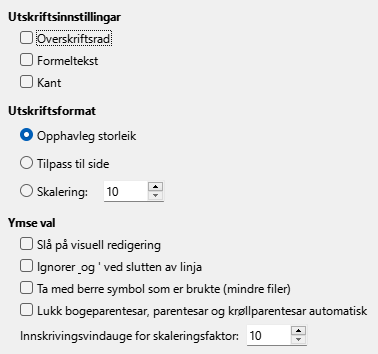 Utskriftsinnstillingar
Overskriftsrad
Formeltekst
Kant
Utskriftsformat
Opphavleg storleik
Tilpass til side
Skalering: 10
Ymse val
Slå på visuell redigering
Ignorer _og ' ved slutten av linja
Ta med berre symbol som er brukte (mindre filer)
Lukk bogeparentesar, parentesar og krøllparentesar automatisk
Innskrivingsvindauge for skaleringsfaktor: 10